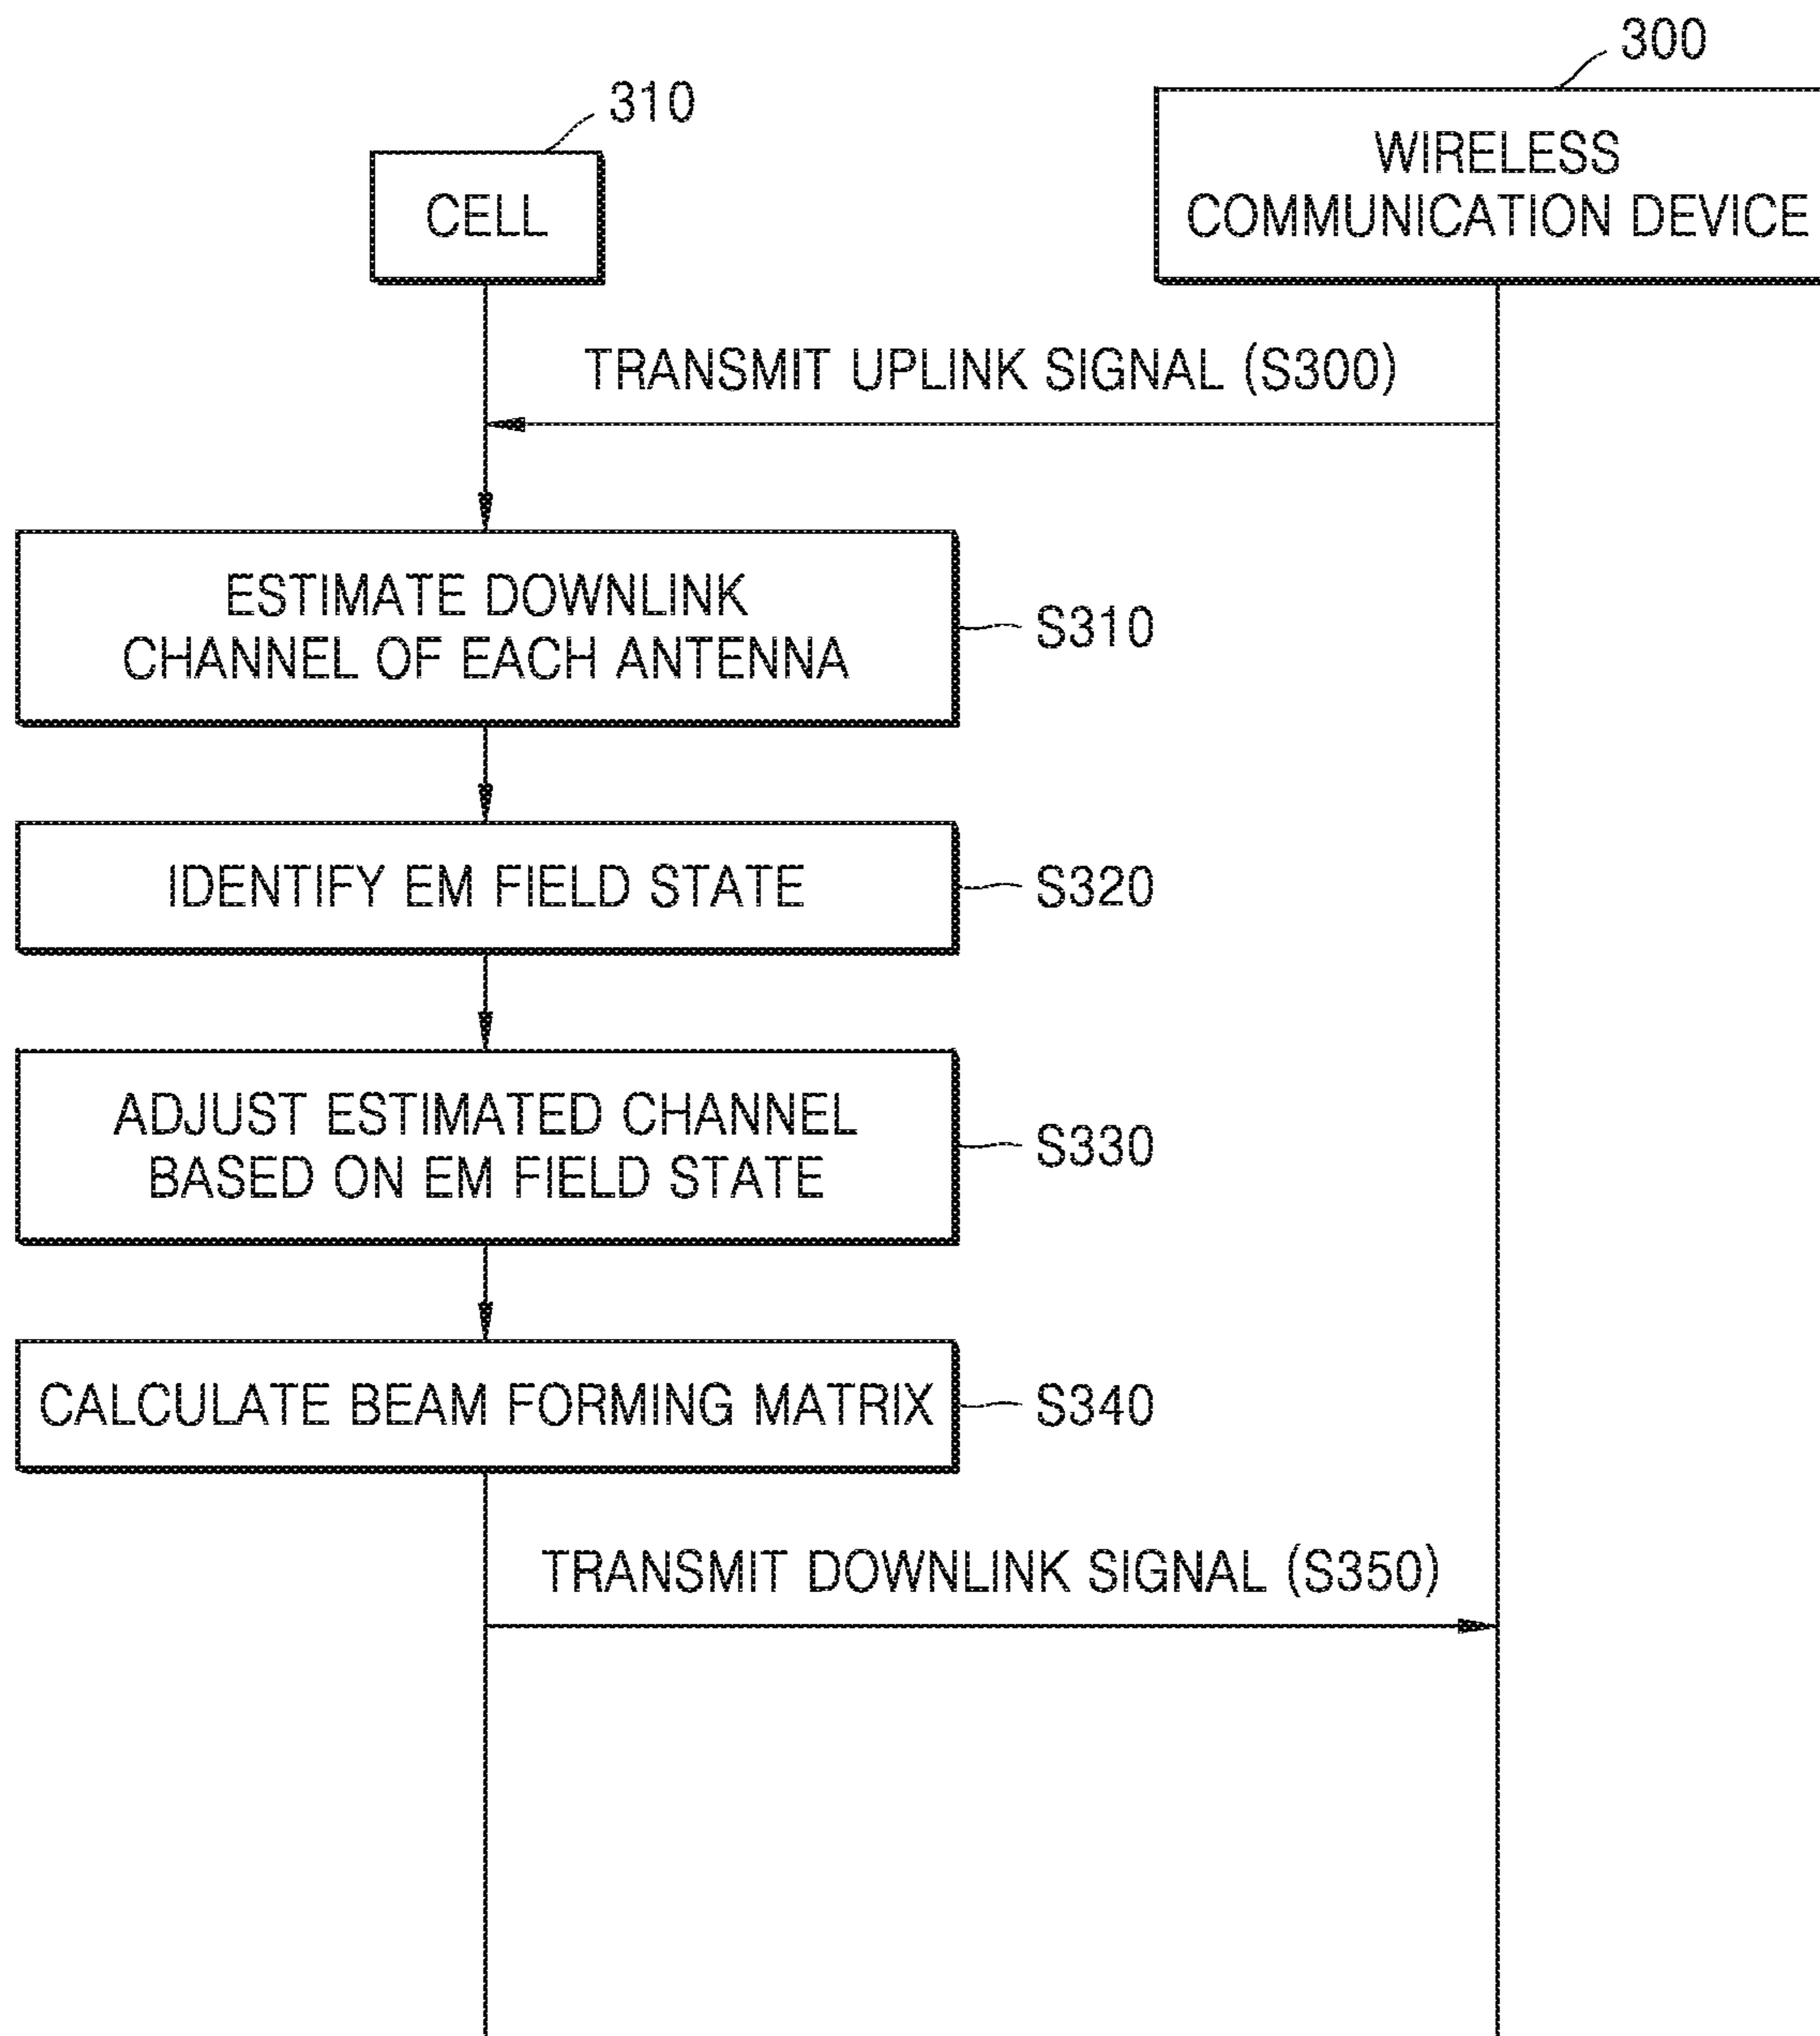 300
310
WIRELESS
COMMUNICATION DEVICE
CELL
TRANSMIT UPLINK SIGNAL (S300)
ESTIMATE DOWNLINK
CHANNEL OF EACH ANTENNA
S310
IDENTIFY EM FIELD STATE
S320
ADJUST ESTIMATED CHANNEL
BASED ON EM FIELD STATE
S330
CALCULATE BEAM FORMING MATRIX
S340
TRANSMIT DOWNLINK SIGNAL (S350)